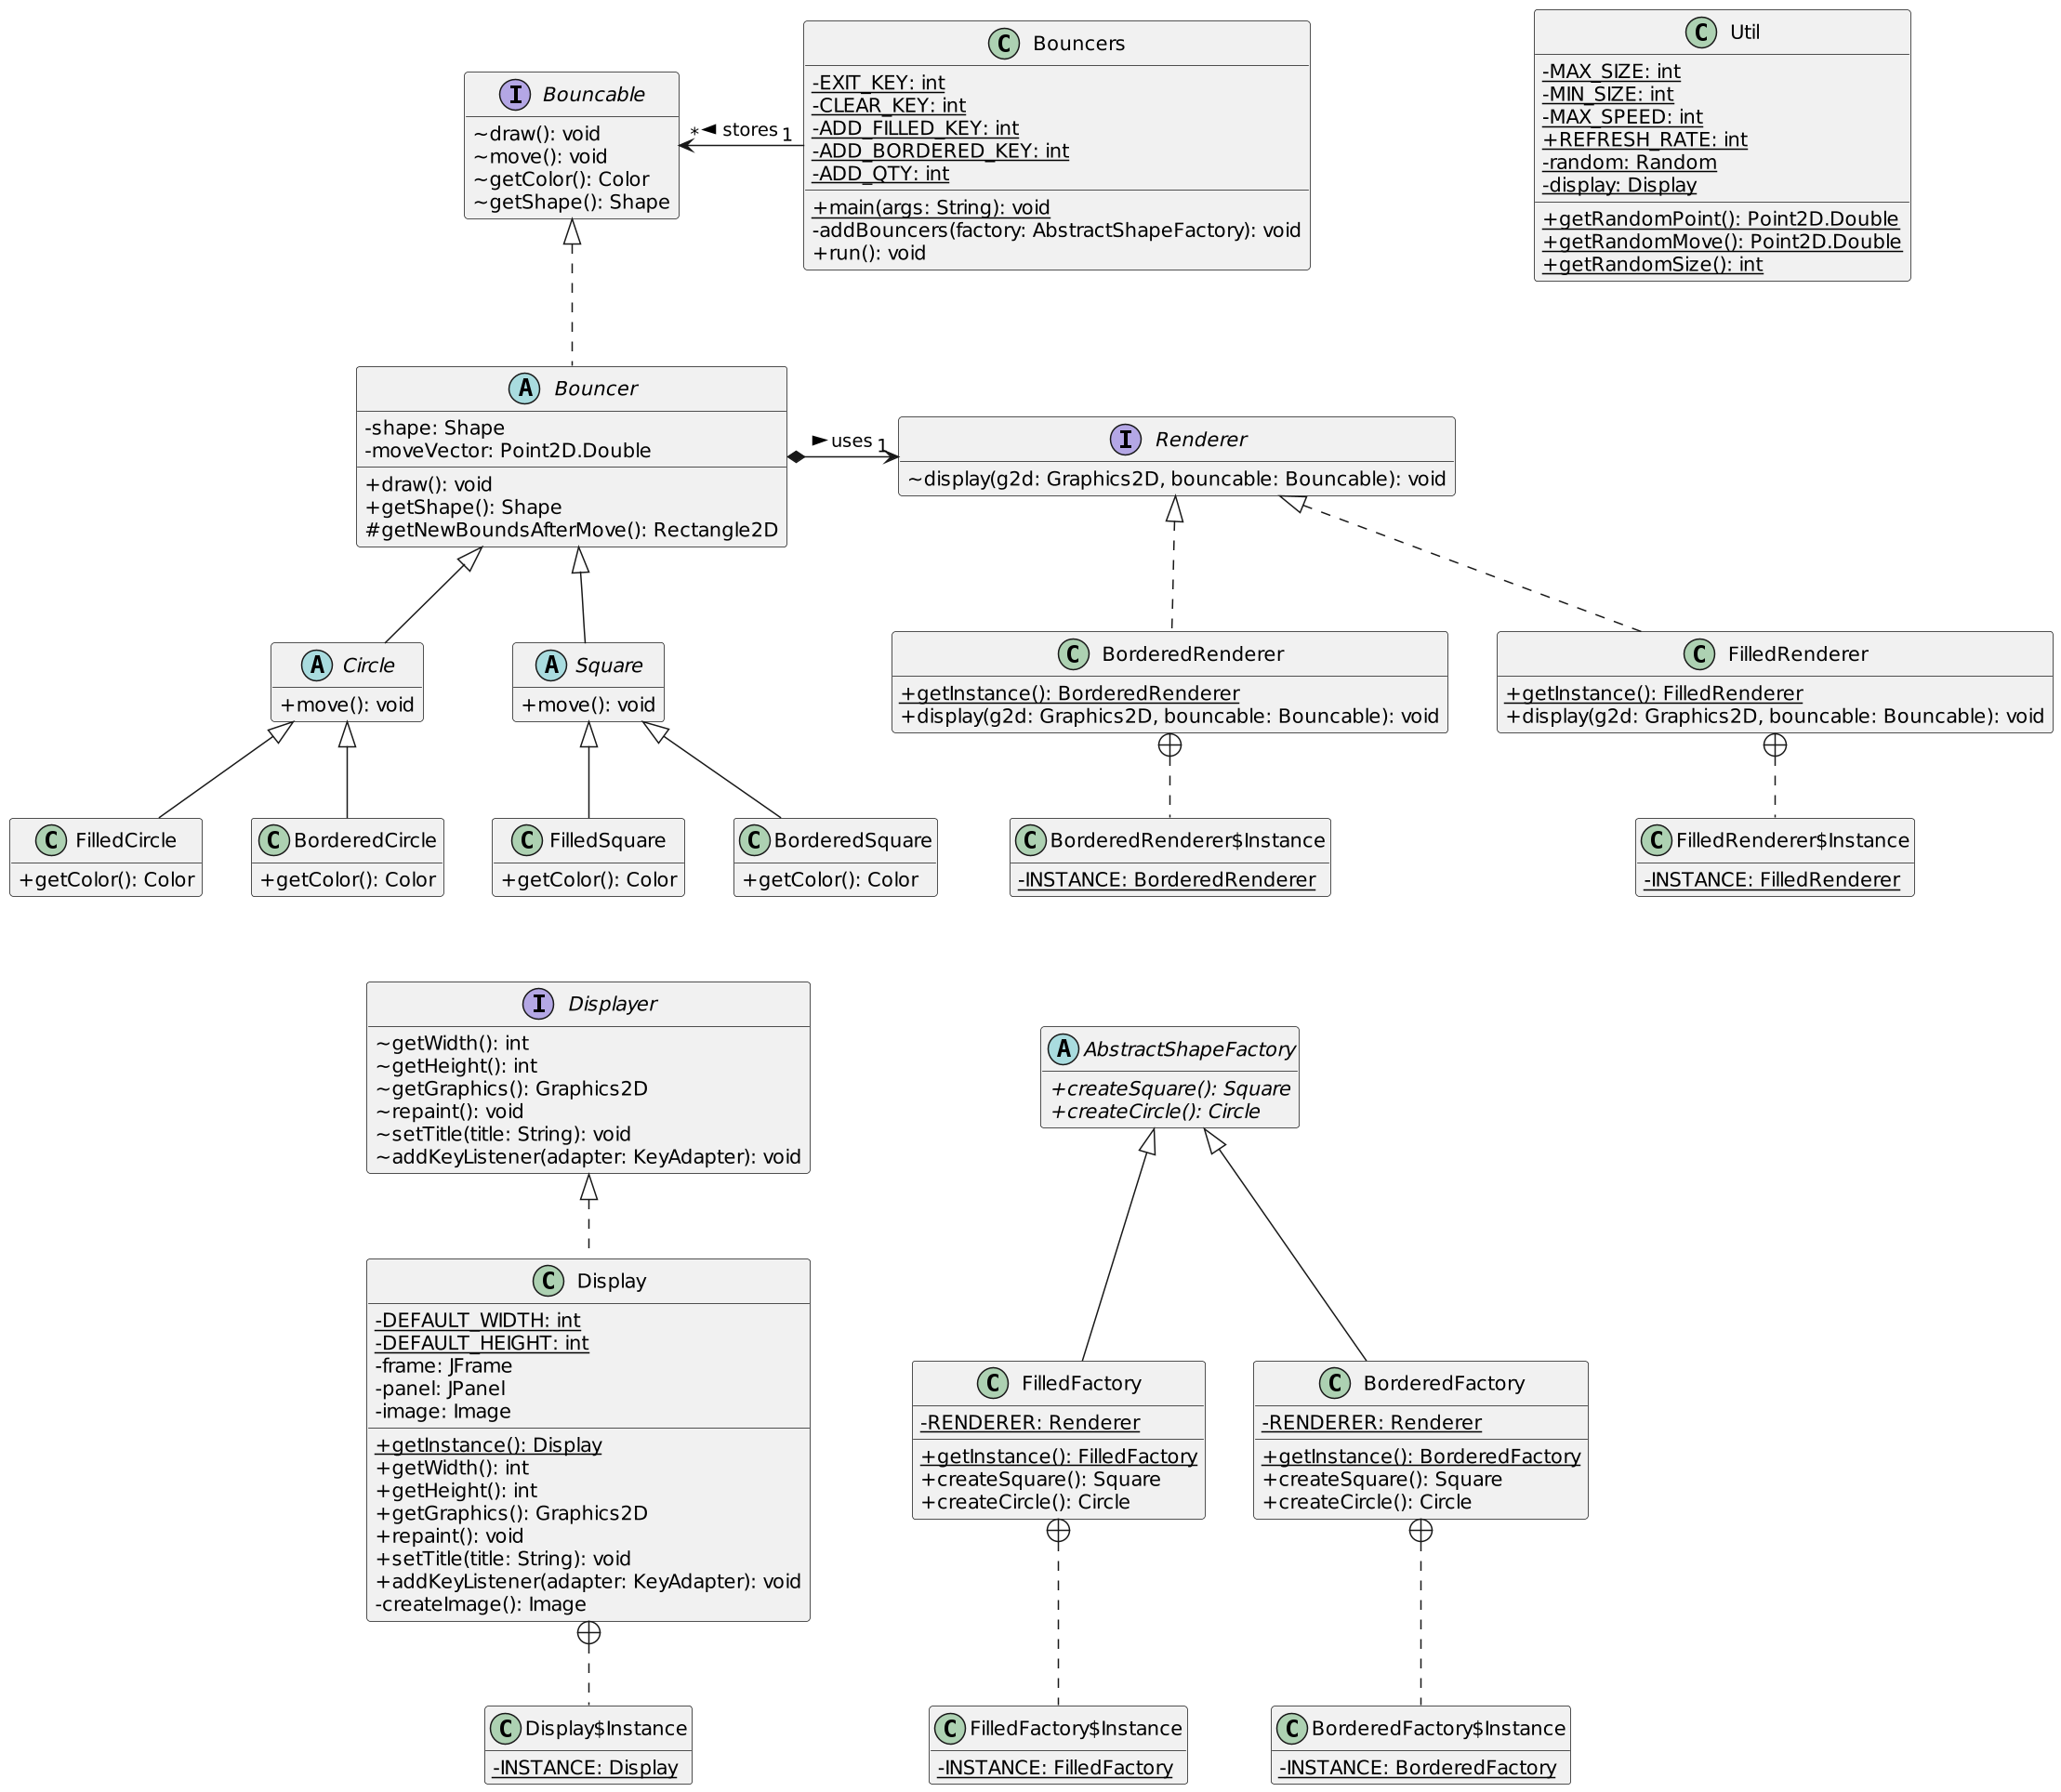 C Bouncers
-EXIT_KEY: int
-CLEAR_KEY: int
-ADD_FILLED_KEY: int
-ADD_BORDERED_KEY: int
-ADD_QTY: int
+main(args: String): void
-addBouncers(factory: AbstractShapeFactory): void
+run(): void
C Util
-MAX_SIZE: int
-MIN_SIZE: int
-MAX_SPEED: int
+REFRESH_RATE: int
-random: Random
-display: Display
+getRandomPoint(): Point2D.Double
+getRandomMove(): Point2D.Double
+getRandomSize(): int
I Bouncable
~draw(): void
~move(): void
~getColor(): Color
~getShape(): Shape
* stores 1
A Bouncer
-shape: Shape
-moveVector: Point2D.Double
+draw(): void
+getShape(): Shape
#getNewBoundsAfterMove(): Rectangle2D
uses 1
I Renderer
~display(g2d: Graphics2D, bouncable: Bouncable): void
A Circle
+move(): void
A Square
+move(): void
C BorderedRenderer
+getInstance(): BorderedRenderer
+display(g2d: Graphics2D, bouncable: Bouncable): void
C FilledRenderer
+getInstance(): FilledRenderer
+display(g2d: Graphics2D, bouncable: Bouncable): void
C FilledCircle
+getColor(): Color
C BorderedCircle
+getColor(): Color
C FilledSquare
+getColor(): Color
C BorderedSquare
+getColor(): Color
C BorderedRenderer$Instance
-INSTANCE: BorderedRenderer
C FilledRenderer$Instance
-INSTANCE: FilledRenderer
I Displayer
~getWidth(): int
~getHeight(): int
~getGraphics(): Graphics2D
~repaint(): void
~setTitle(title: String): void
~addKeyListener(adapter: KeyAdapter): void
A AbstractShapeFactory
+createSquare(): Square
+createCircle(): Circle
C Display
-DEFAULT_WIDTH: int
-DEFAULT_HEIGHT: int
-frame: JFrame
-panel: JPanel
-image: Image
+getInstance(): Display
+getWidth(): int
+getHeight(): int
+getGraphics(): Graphics2D
+repaint(): void
+setTitle(title: String): void
+addKeyListener(adapter: KeyAdapter): void
-createImage(): Image
C FilledFactory
-RENDERER: Renderer
+getInstance(): FilledFactory
+createSquare(): Square
+createCircle(): Circle
C BorderedFactory
-RENDERER: Renderer
+getInstance(): BorderedFactory
+createSquare(): Square
+createCircle(): Circle
C Display$Instance
-INSTANCE: Display
C FilledFactory$Instance
-INSTANCE: FilledFactory
C BorderedFactory$Instance
-INSTANCE: BorderedFactory